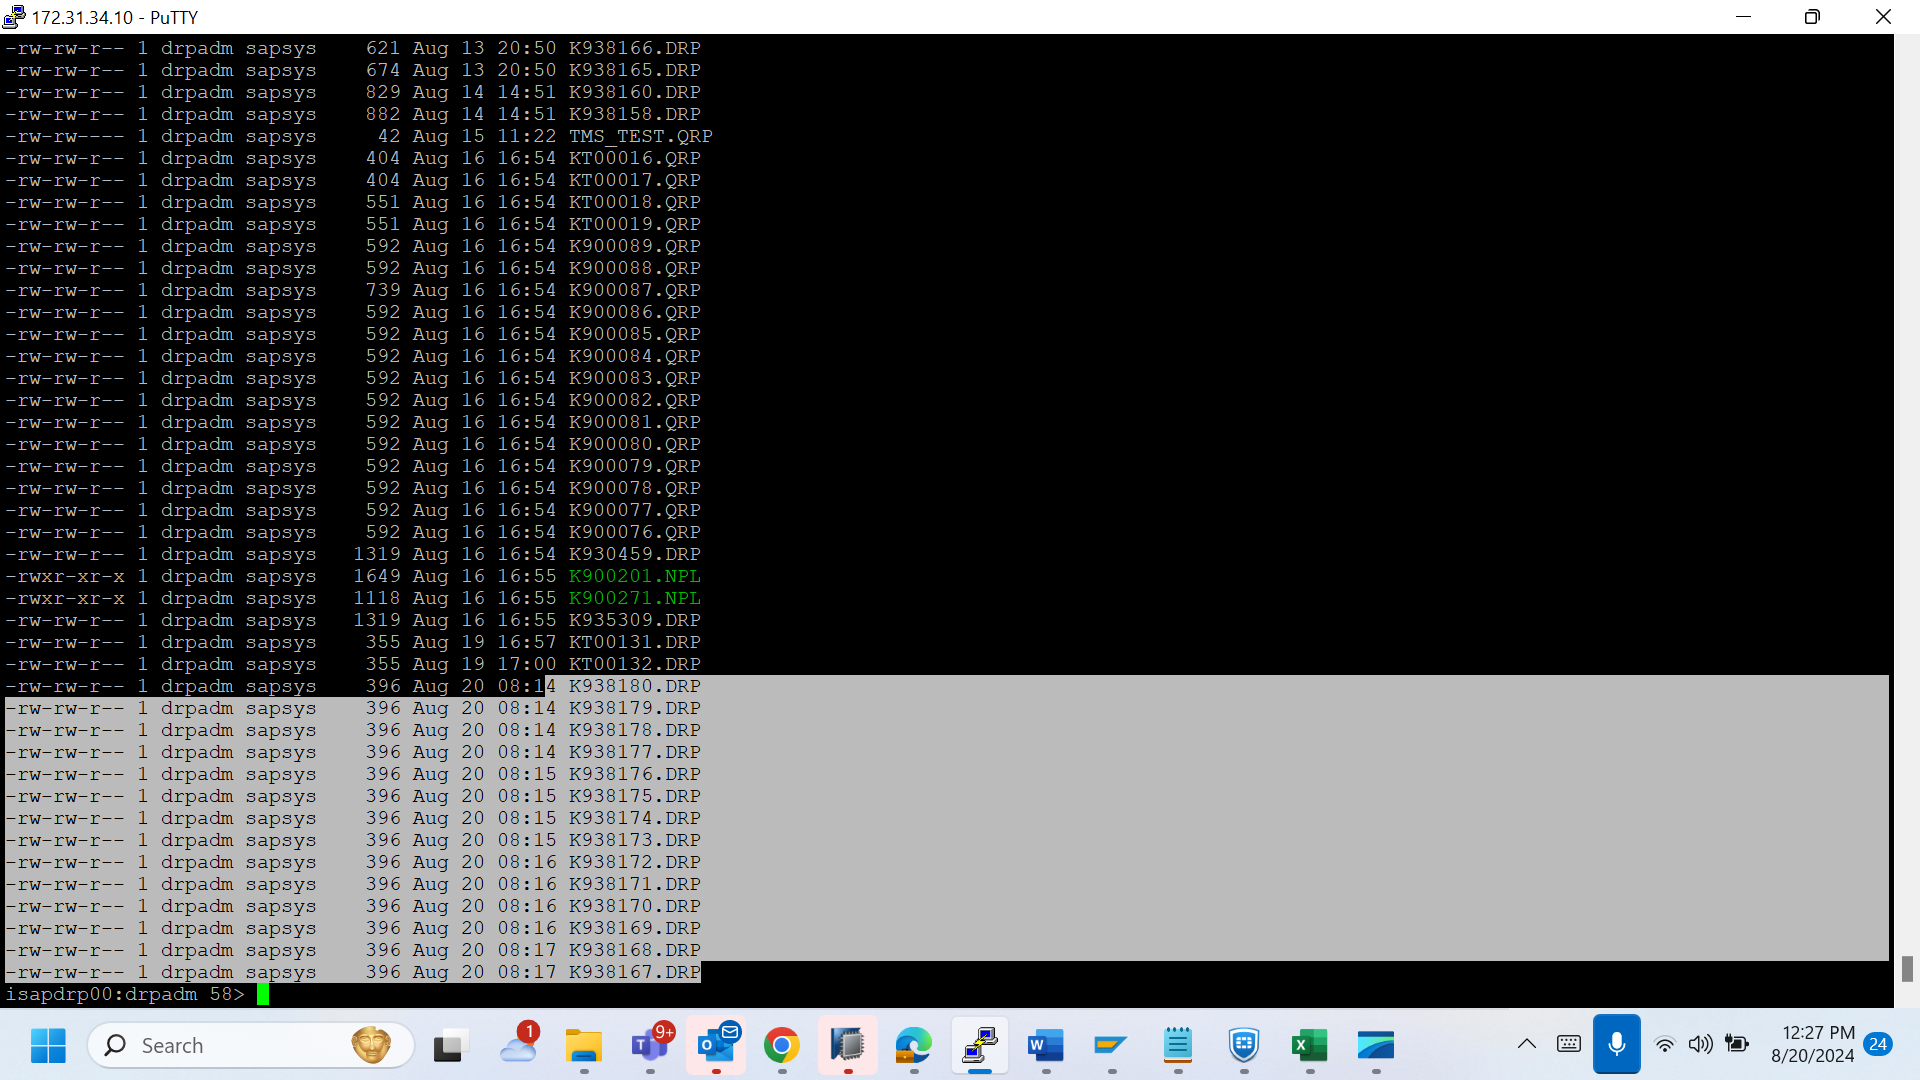 172.31.34.10 - PuTTY
-rw-rw-r-- 1 drpadm sapsys 621 Aug 13 20:50 K938166.DRP
-rw-rw-r-- 1 drpadm sapsys 674 Aug 13 20:50 K938165.DRP
-rw-rw-r-- 1 drpadm sapsys 829 Aug 14 14:51 K938160.DRP
-rw-rw-r-- 1 drpadm sapsys 882 Aug 14 14:51 K938158.DRP
-rw-rw---- 1 drpadm sapsys 42 Aug 15 11:22 TMS_TEST.QRP
-rw-rw-r-- 1 drpadm sapsys 404 Aug 16 16:54 KT00016.QRP
-rw-rw-r-- 1 drpadm sapsys 404 Aug 16 16:54 KT00017.QRP
-rw-rw-r-- 1 drpadm sapsys 551 Aug 16 16:54 KT00018.QRP
-rw-rw-r-- 1 drpadm sapsys 551 Aug 16 16:54 KT00019.QRP
-rw-rw-r-- 1 drpadm sapsys 592 Aug 16 16:54 K900089.QRP
-rw-rw-r-- 1 drpadm sapsys 592 Aug 16 16:54 K900088.QRP
-rw-rw-r-- 1 drpadm sapsys 739 Aug 16 16:54 K900087.QRP
-rw-rw-r-- 1 drpadm sapsys 592 Aug 16 16:54 K900086.QRP
-rw-rw-r-- 1 drpadm sapsys 592 Aug 16 16:54 K900085.QRP
-rw-rw-r-- 1 drpadm sapsys 592 Aug 16 16:54 K900084.QRP
-rw-rw-r-- 1 drpadm sapsys 592 Aug 16 16:54 K900083.QRP
-rw-rw-r-- 1 drpadm sapsys 592 Aug 16 16:54 K900082.QRP
-rw-rw-r-- 1 drpadm sapsys 592 Aug 16 16:54 K900081.QRP
-rw-rw-r-- 1 drpadm sapsys 592 Aug 16 16:54 K900080.QRP
-rw-rw-r-- 1 drpadm sapsys 592 Aug 16 16:54 K900079.QRP
-rw-rw-r-- 1 drpadm sapsys 592 Aug 16 16:54 K900078.QRP
-rw-rw-r-- 1 drpadm sapsys 592 Aug 16 16:54 K900077.QRP
-rw-rw-r-- 1 drpadm sapsys 592 Aug 16 16:54 K900076.QRP
-rw-rw-r-- 1 drpadm sapsys 1319 Aug 16 16:54 K930459.DRP
-rwxr-xr-x 1 drpadm sapsys 1649 Aug 16 16:55 K900201.NPL
-rwxr-xr-x 1 drpadm sapsys 1118 Aug 16 16:55 K900271.NPL
-rw-rw-r-- 1 drpadm sapsys 1319 Aug 16 16:55 K935309.DRP
-rw-rw-r-- 1 drpadm sapsys 355 Aug 19 16:57 KT00131.DRP
-rw-rw-r-- 1 drpadm sapsys 355 Aug 19 17:00 KT00132.DRP
-rw-rw-r-- 1 drpadm sapsys 396 Aug 20 08:14 K938180.DRP
-rw-rw-r-- 1 drpadm sapsys 396 Aug 20 08:14 K938179.DRP
-rw-rw-r-- 1 drpadm sapsys 396 Aug 20 08:14 K938178.DRP
-rw-rw-r-- 1 drpadm sapsys 396 Aug 20 08:14 K938177.DRP
-rw-rw-r-- 1 drpadm sapsys 396 Aug 20 08:15 K938176.DRP
-rw-rw-r-- 1 drpadm sapsys 396 Aug 20 08:15 K938175.DRP
-rw-rw-r-- 1 drpadm sapsys 396 Aug 20 08:15 K938174.DRP
-rw-rw-r-- 1 drpadm sapsys 396 Aug 20 08:15 K938173.DRP
-rw-rw-r-- 1 drpadm sapsys 396 Aug 20 08:16 K938172.DRP
-rw-rw-r-- 1 drpadm sapsys 396 Aug 20 08:16 K938171.DRP
-rw-rw-r-- 1 drpadm sapsys 396 Aug 20 08:16 K938170.DRP
-rw-rw-r-- 1 drpadm sapsys 396 Aug 20 08:16 K938169.DRP
-rw-rw-r-- 1 drpadm sapsys 396 Aug 20 08:17 K938168.DRP
-rw-rw-r-- 1 drpadm sapsys 396 Aug 20 08:17 K938167.DRP
isapdrp00:drpadm 58>
Search
1
9+
12:27 PM
8/20/2024
24